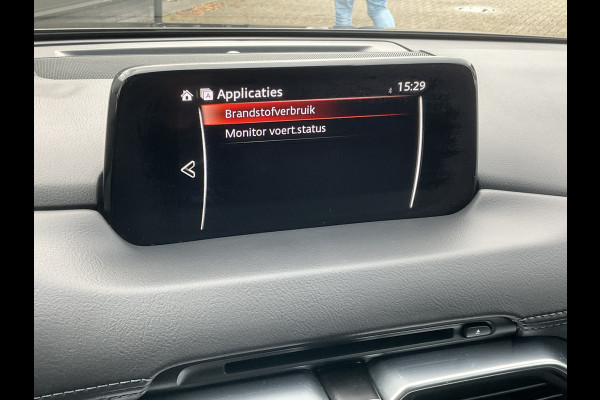 Applicaties 15:29
Brandstofverbruik
Monitor voert.status